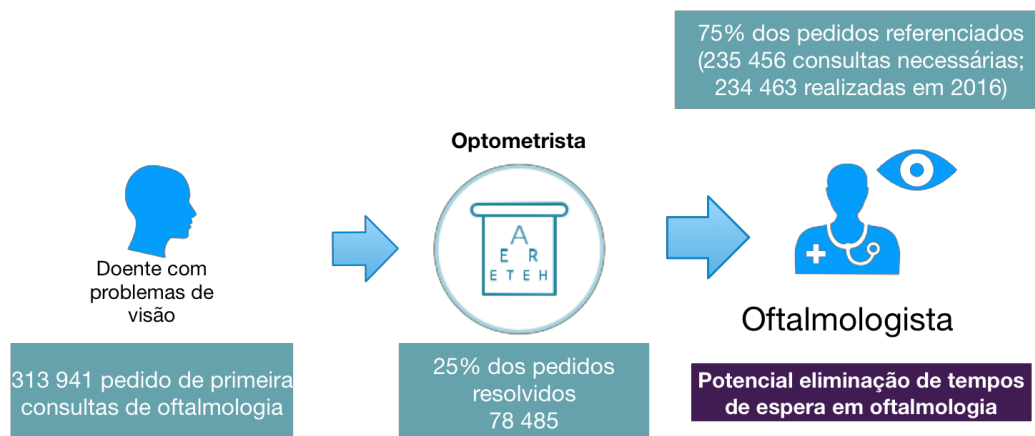 75% dos pedidos referenciados
(235 456 consultas necessárias;
234 463 realizadas em 2016)
Optometrista
A
E R
E T E H
Doente com
problemas de
visão
Oftalmologista
313 941 pedido de primeira
consultas de oftalmologia
25% dos pedidos
resolvidos
78 485
Potencial eliminação de tempos
de espera em oftalmologia